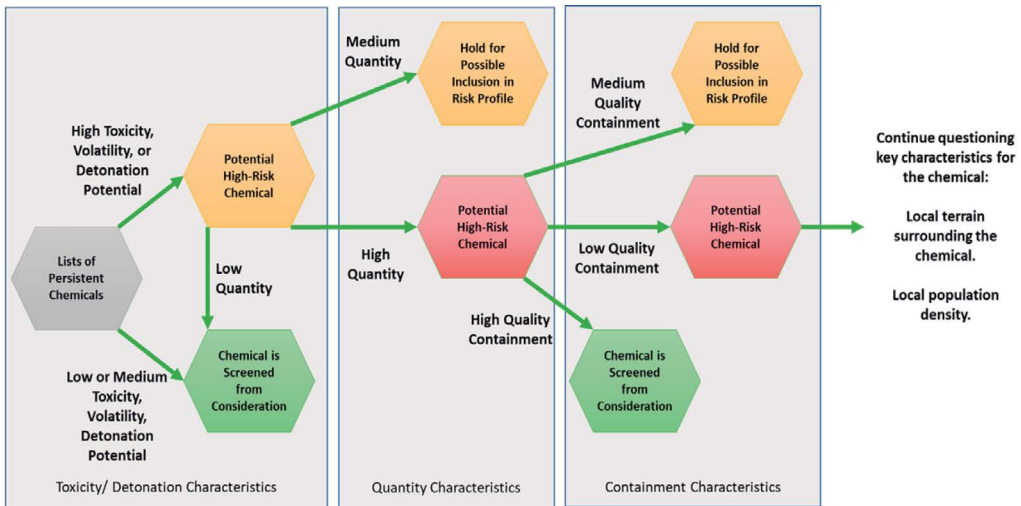 Lists of
Persistent
Chemicals
High Toxicity,
Volatility, or
Detonation
Potential
Low or Medium
Toxicity,
Volatility,
Detonation
Potential
Potential
High-Risk
Chemical
Low
Quantity
Chemical is
Screened
from
Consideration
Toxicity/ Detonation Characteristics
Medium
Quantity
High
Quantity
Hold for
Possible
Inclusion in
Risk Profile
Potential
High-Risk
Chemical
High Quality
Containment
Quantity Characteristics
Medium
Quality
Containment
Low Quality
Containment
Hold for
Possible
Inclusion in
Risk Profile
Potential
High-Risk
Chemical
Chemical is
Screened
from
Consideration
Containment Characteristics
Continue questioning
key characteristics for
the chemical:
Local terrain
surrounding the
chemical.
Local population
density.